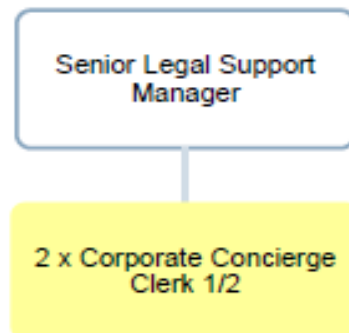 Senior Legal Support
Manager
2 x Corporate Concierge
Clerk 1/2